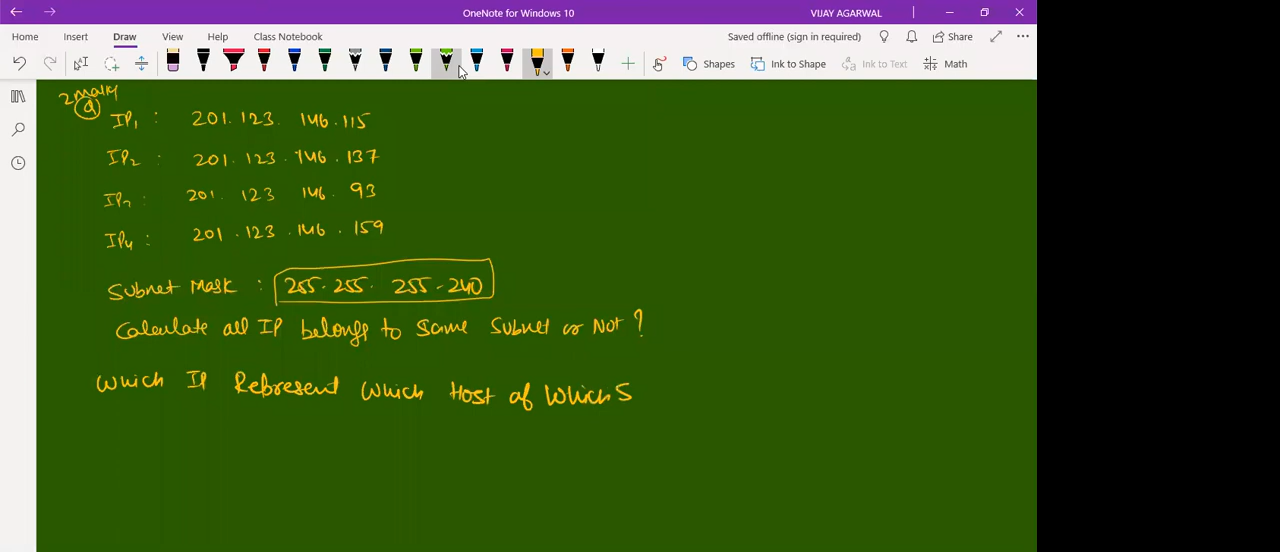 OneNote for Windows 10
VIJAY AGARWAL
Home Insert Draw View Help Class Notebook
Saved offline (sign in required) Share
Shapes Ink to Shape Ink to Text Math
2 mark
Q
IP1 : 201.123.146.115
IP2 : 201.123.146.137
IP3 : 201.123 146.93
IP4 : 201.123.146.159
Subnet Mask : 255.255.255.240
Calculate all IP belongs to same subnet or Not ?
Which IP Represent Which Host of Which S